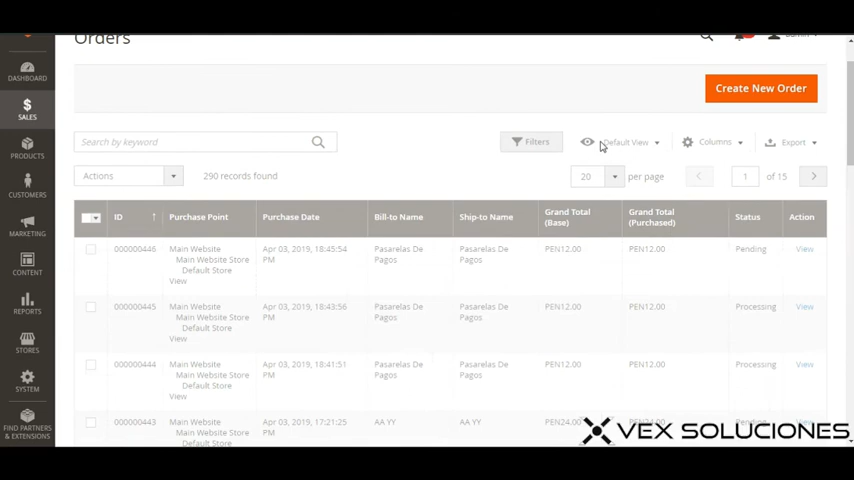 Orders
admin
DASHBOARD
$
SALES
PRODUCTS
CUSTOMERS
MARKETING
CONTENT
REPORTS
STORES
SYSTEM
FIND PARTNERS
& EXTENSIONS
Create New Order
Search by keyword
Filters
Default View
Columns
Export
Actions
290 records found
20
per page
1
of 15
ID ↑ Purchase Point Purchase Date Bill-to Name Ship-to Name Grand Total (Base) Grand Total (Purchased) Status Action
000000446
Main Website
Main Website Store
Default Store
View
Apr 03, 2019, 18:45:54
PM
Pasarelas De
Pagos
Pasarelas De
Pagos
PEN12.00
PEN12.00
Pending
View
000000445
Main Website
Main Website Store
Default Store
View
Apr 03, 2019, 18:43:56
PM
Pasarelas De
Pagos
Pasarelas De
Pagos
PEN12.00
PEN12.00
Processing
View
000000444
Main Website
Main Website Store
Default Store
View
Apr 03, 2019, 18:41:51
PM
Pasarelas De
Pagos
Pasarelas De
Pagos
PEN12.00
PEN12.00
Processing
View
000000443
Main Website
Main Website Store
Apr 03, 2019, 17:21:25
PM
AA YY
AA YY
PEN24.00
PEN24.00
Pending
View
VEX SOLUCIONES